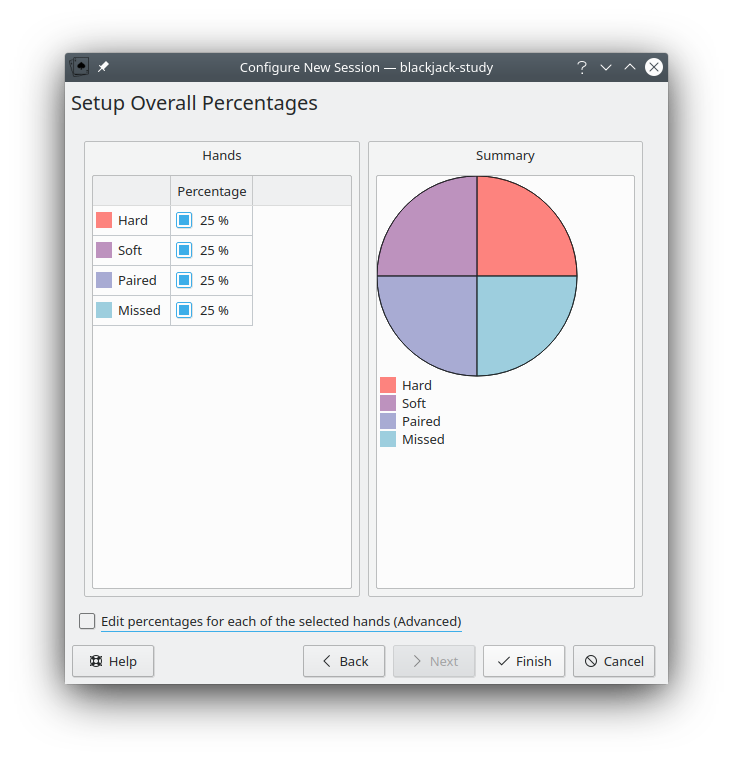 Configure New Session — blackjack-study
Setup Overall Percentages
Hands
Percentage
Hard 25 %
Soft 25 %
Paired 25 %
Missed 25 %
Summary
Hard
Soft
Paired
Missed
Edit percentages for each of the selected hands (Advanced)
Help Back Next Finish Cancel